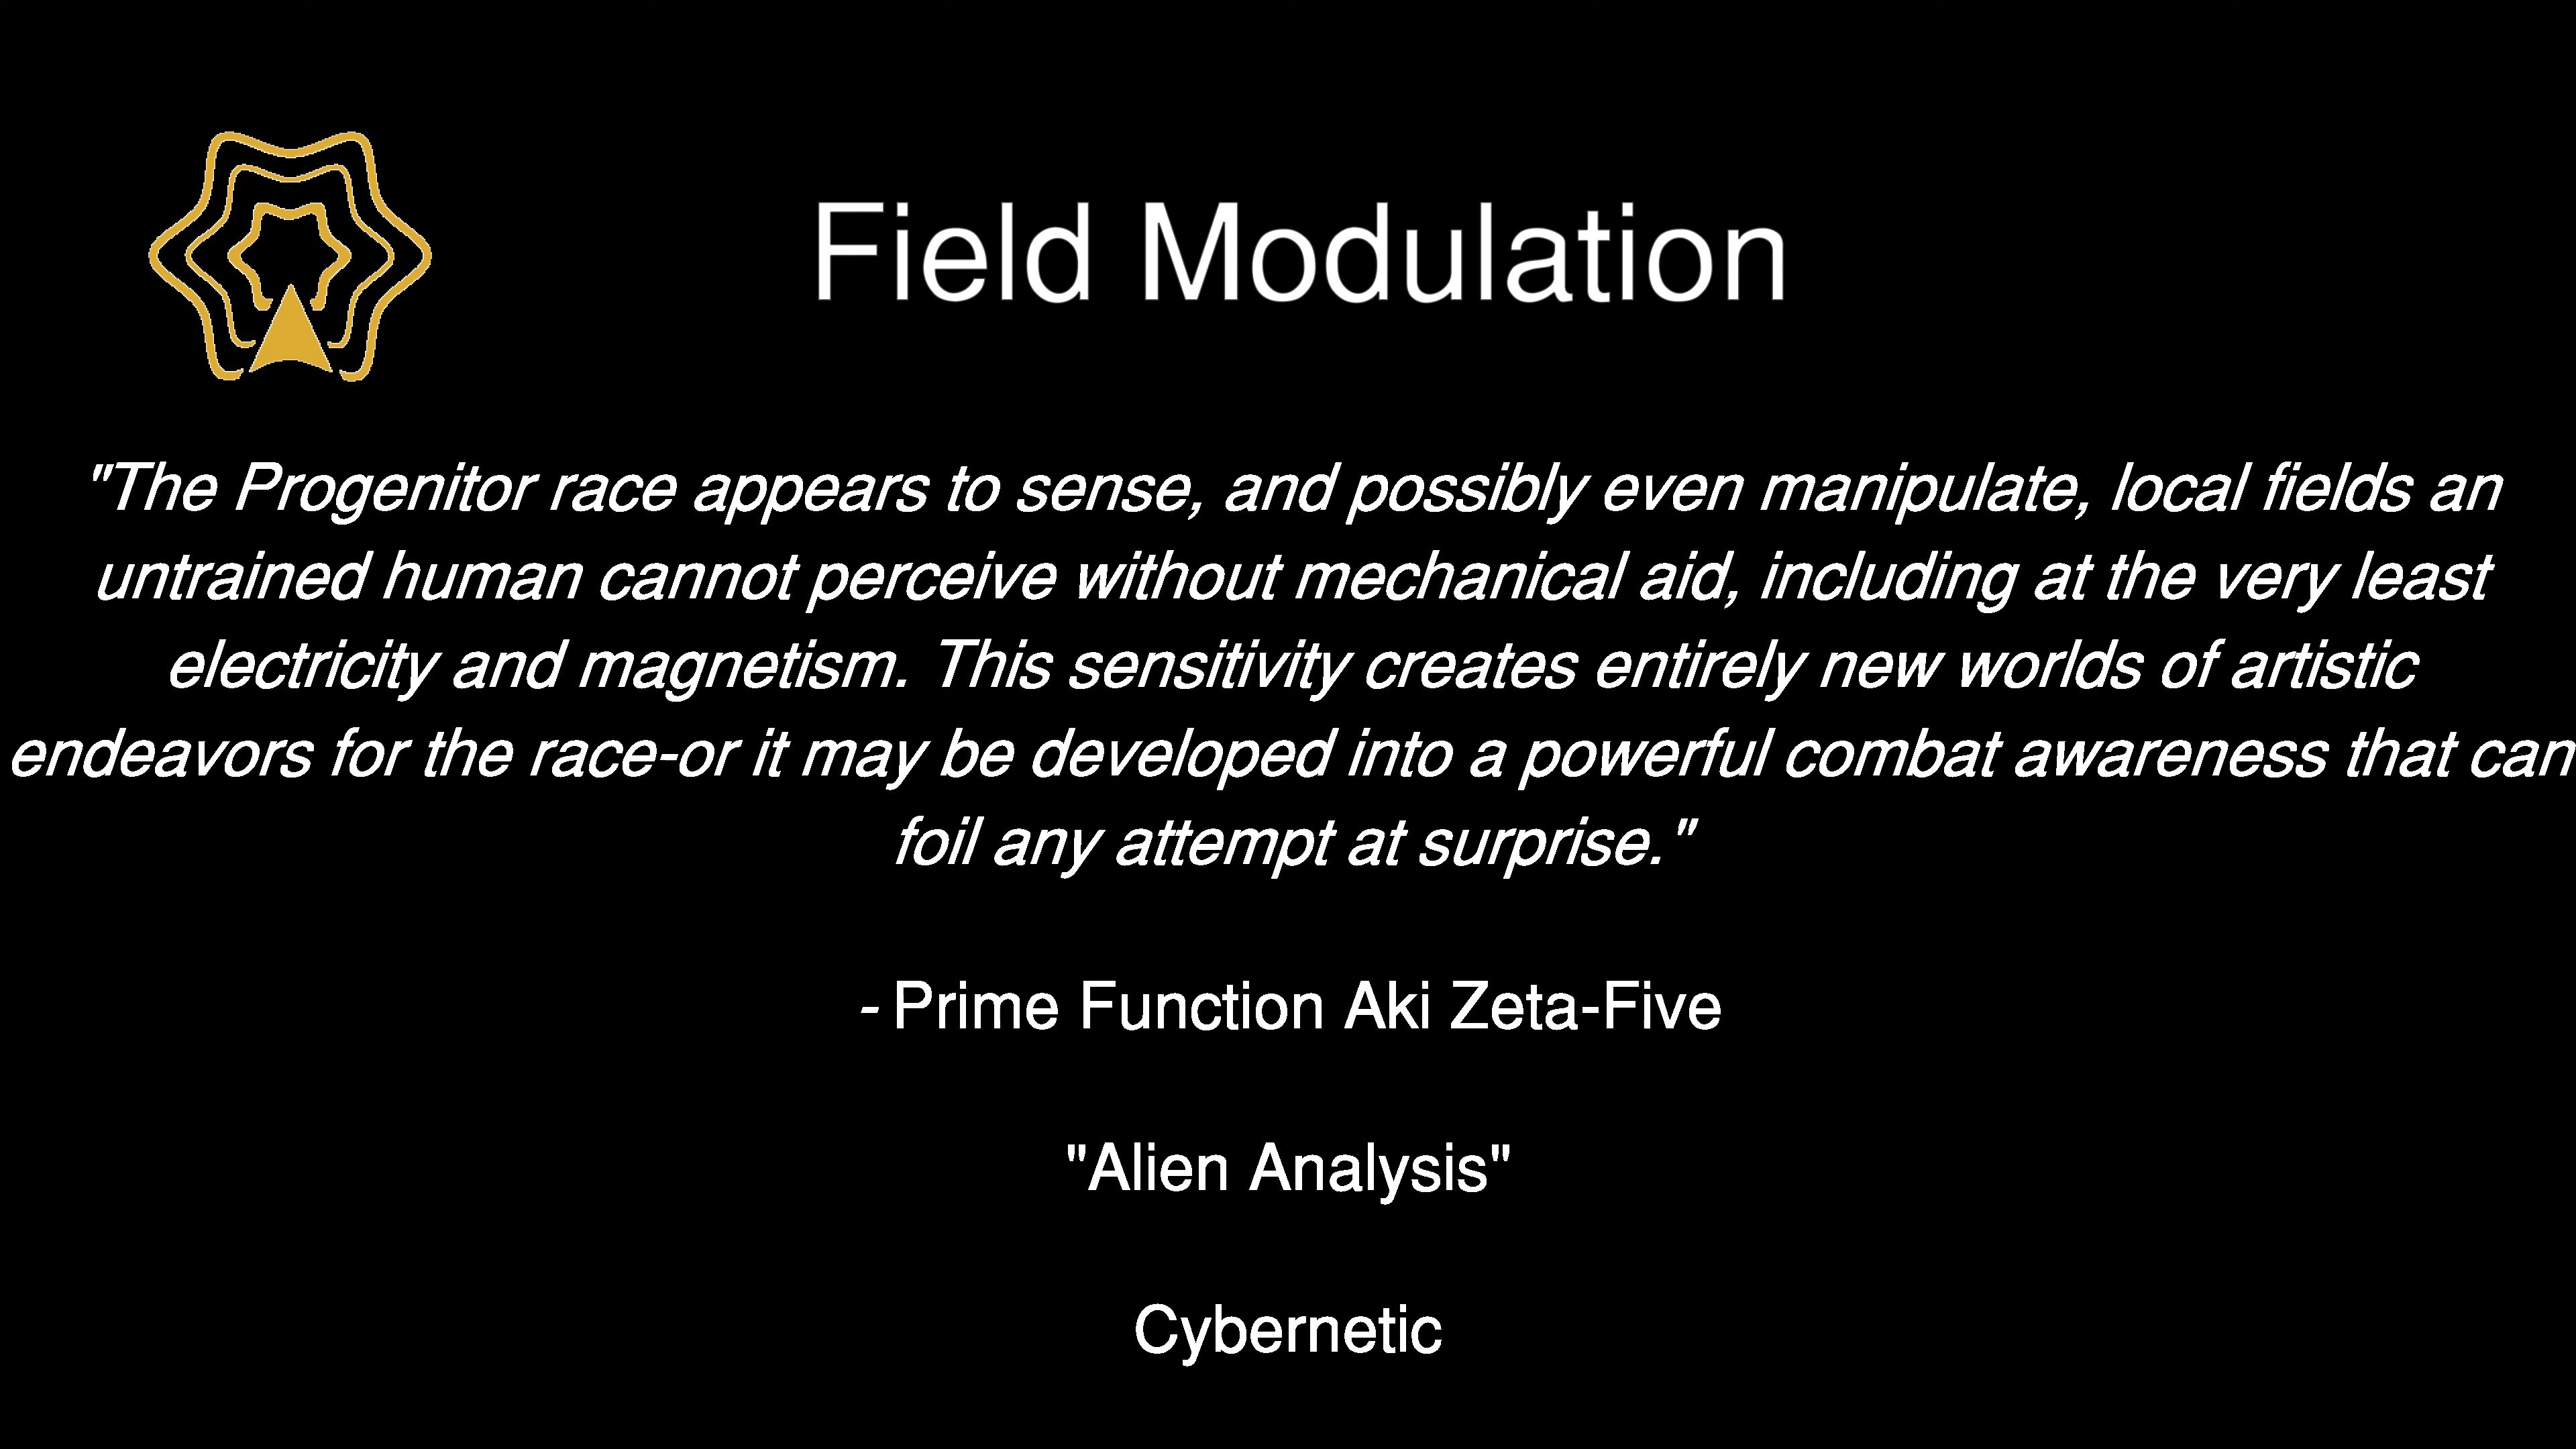 Field Modulation
"The Progenitor race appears to sense, and possibly even manipulate, local fields an
untrained human cannot perceive without mechanical aid, including at the very least
electricity and magnetism. This sensitivity creates entirely new worlds of artistic
endeavors for the race-or it may be developed into a powerful combat awareness that can
foil any attempt at surprise."
- Prime Function Aki Zeta-Five
"Alien Analysis"
Cybernetic